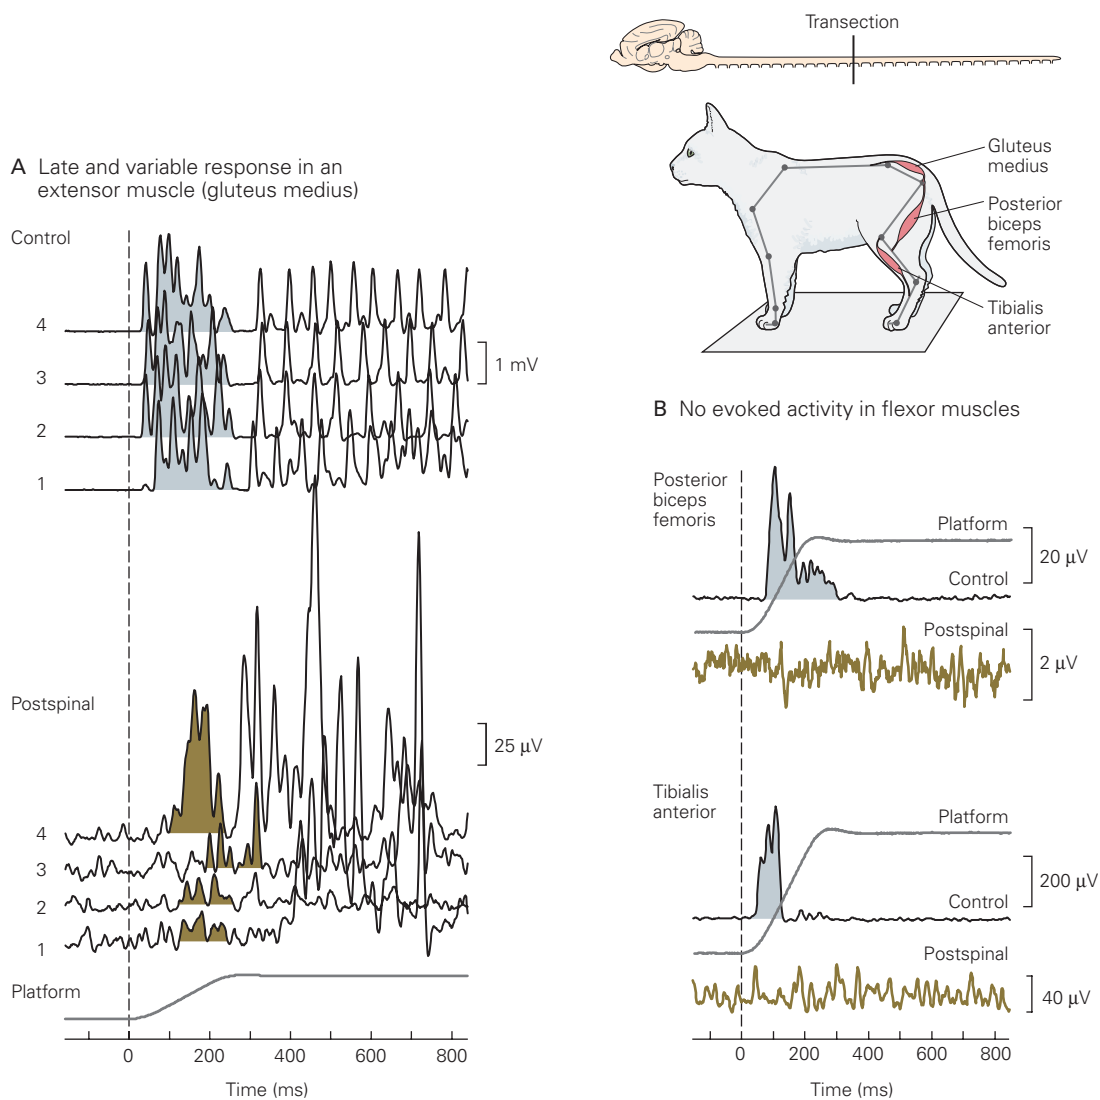 Transection
Gluteus
medius
Posterior
biceps
femoris
Tibialis
anterior
A Late and variable response in an
extensor muscle (gluteus medius)
Control
4
3
2
1
1 mV
Postspinal
25 μV
4
3
2
1
Platform
0 200 400 600 800
Time (ms)
B No evoked activity in flexor muscles
Posterior
biceps
femoris
Platform
20 μV
Control
Postspinal
2 μV
Tibialis
anterior
Platform
200 μV
Control
Postspinal
40 μV
0 200 400 600 800
Time (ms)